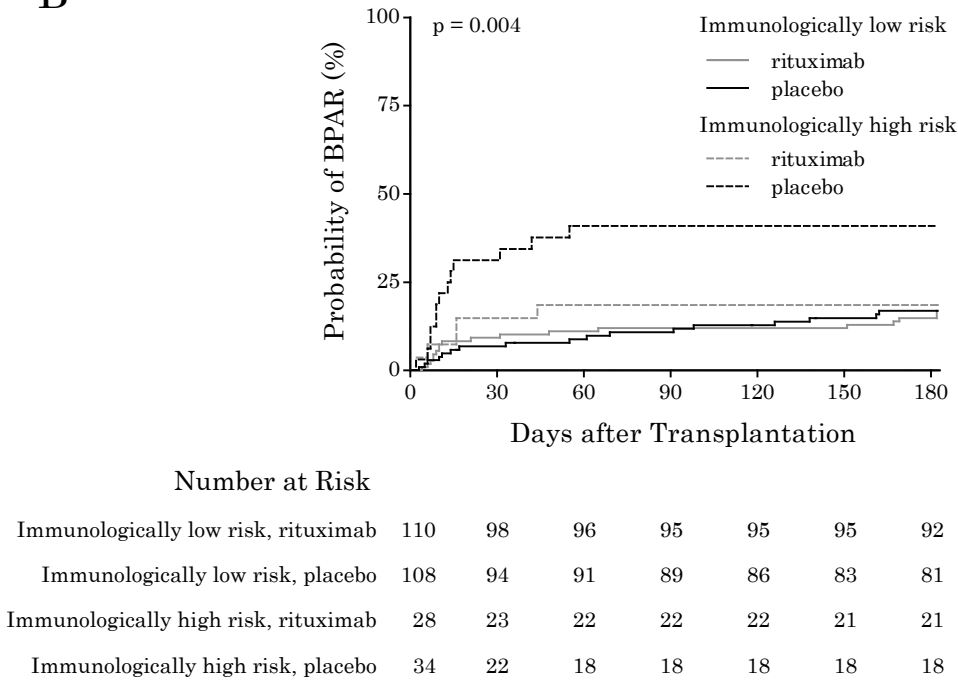 B
100
p = 0.004
Immunologically low risk
rituximab
placebo
Immunologically high risk
rituximab
placebo
75
50
25
0
Probability of BPAR (%)
0 30 60 90 120 150 180
Days after Transplantation
Number at Risk
Immunologically low risk, rituximab 110 98 96 95 95 95 92
Immunologically low risk, placebo 108 94 91 89 86 83 81
Immunologically high risk, rituximab 28 23 22 22 22 21 21
Immunologically high risk, placebo 34 22 18 18 18 18 18